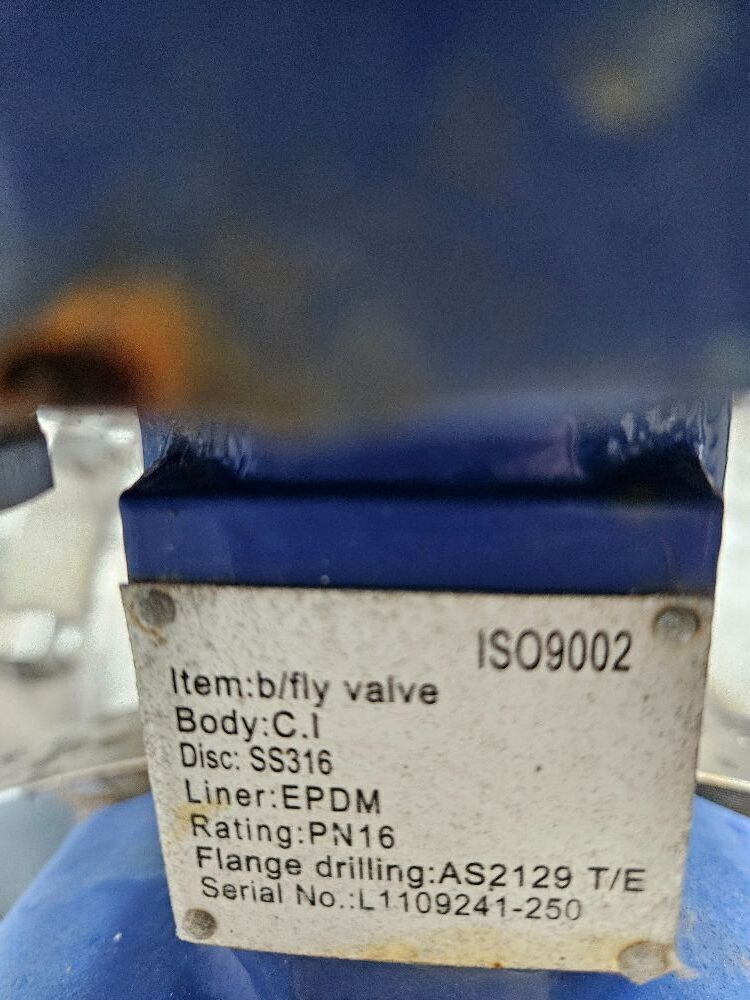 ISO9002
Item:b/fly valve
Body:C.I
Disc: SS316
Liner:EPDM
Rating:PN16
Flange drilling:AS2129 T/E
Serial No.:L1109241-250